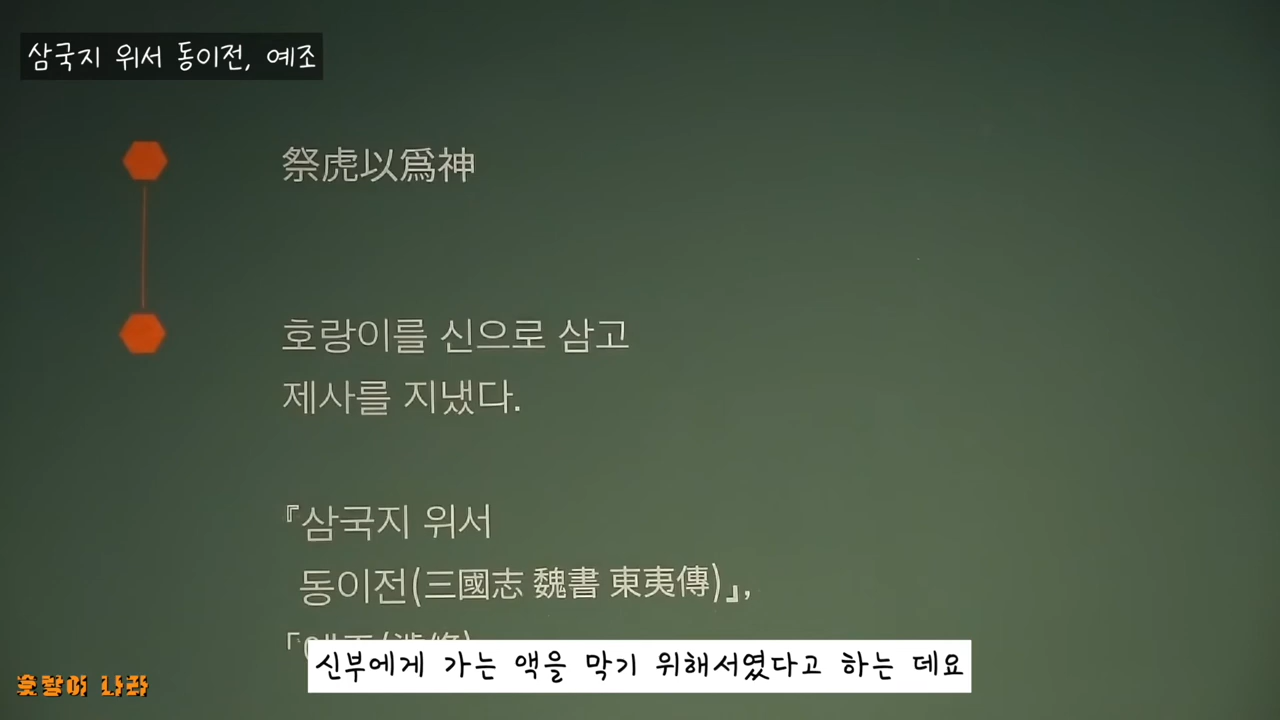 삼국지 위서 동이전, 예조
祭虎以爲神
호랑이를 신으로 삼고
제사를 지냈다.
『삼국지 위서
동이전(三國志 魏書 東夷傳)』,
신부에게 가는 액을 막기 위해서였다고 하는 데요
호랑이 나라